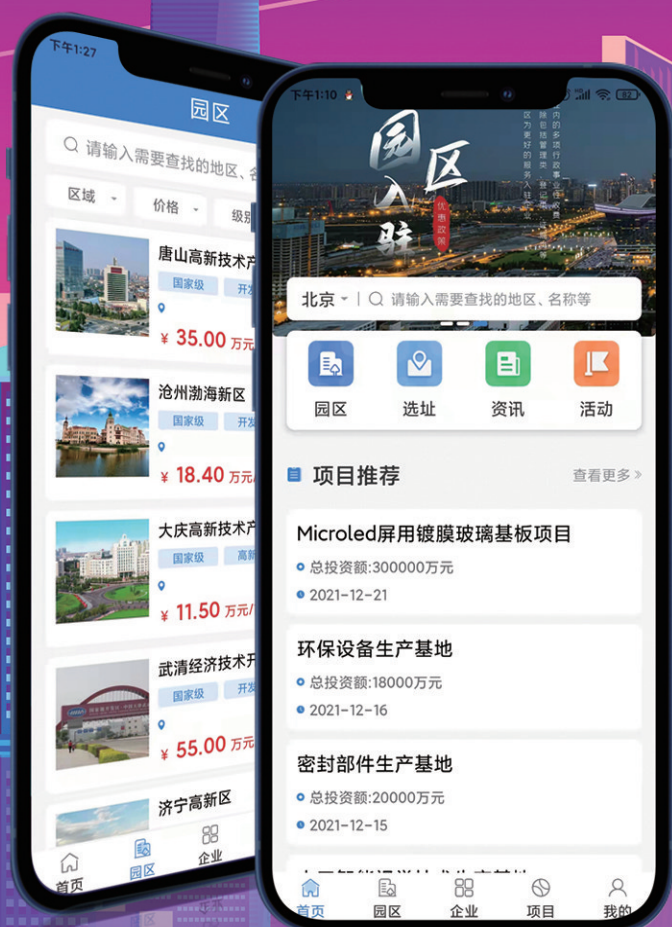 下午1:27
园区
请输入需要查找的地区、
区域
价格
级别
唐山高新技术产
国家级
开发
¥ 35.00 万元
沧州渤海新区
国家级
开发
¥ 18.40 万元/
大庆高新技术产
国家级
高新
¥ 11.50 万元/
武清经济技术开
国家级
开发
¥ 55.00 万元
济宁高新区
首页
园区
企业
下午1:10
82
园区
入驻
优惠政策
北京
请输入需要查找的地区、名称等
园区
选址
资讯
活动
项目推荐
查看更多
Microled屏用镀膜玻璃基板项目
总投资额:300000万元
2021-12-21
环保设备生产基地
总投资额:18000万元
2021-12-16
密封部件生产基地
总投资额:20000万元
2021-12-15
首页
园区
企业
项目
我的